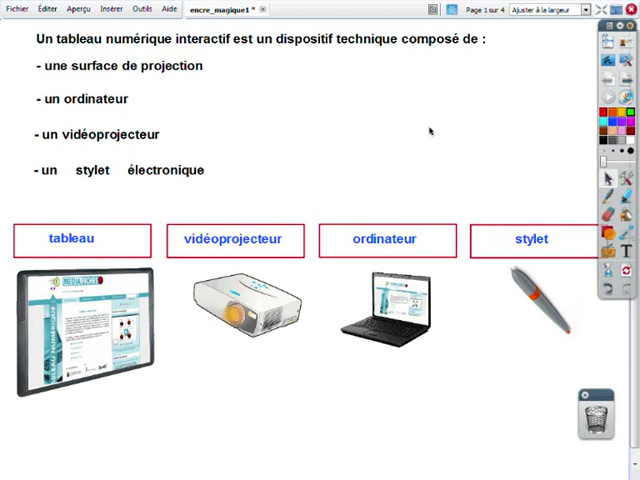 Fichier Éditer Aperçu Insérer Outils Aide encre_magique1 * Page 1 sur 4 Ajuster à la largeur
Un tableau numérique interactif est un dispositif technique composé de :
- une surface de projection
- un ordinateur
- un vidéoprojecteur
- un stylet électronique
tableau vidéoprojecteur ordinateur stylet
MEDIAFICHES